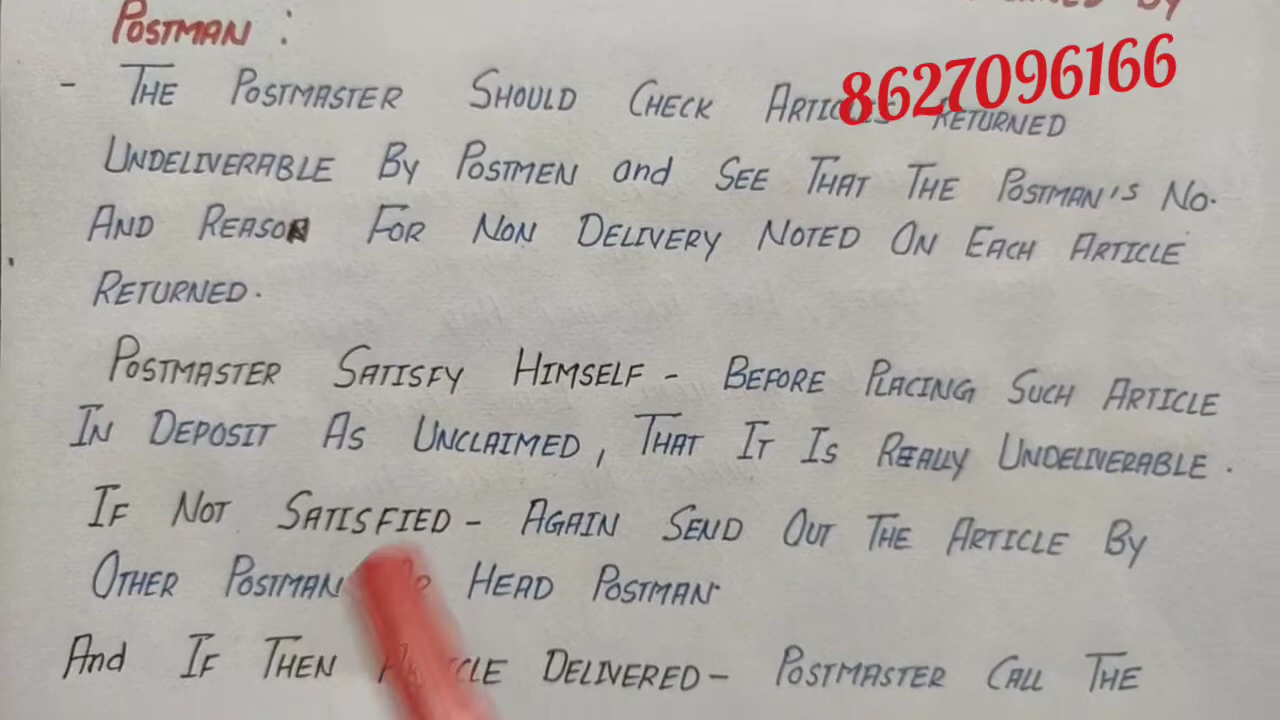 BY
POSTMAN :
8627096166
- THE POSTMASTER SHOULD CHECK ARTICLES RETURNED
UNDELIVERABLE BY POSTMEN and SEE THAT THE POSTMAN'S NO.
AND REASON FOR NON DELIVERY NOTED ON EACH ARTICLE
RETURNED.
POSTMASTER SATISFY HIMSELF - BEFORE PLACING SUCH ARTICLE
IN DEPOSIT AS UNCLAIMED, THAT IT IS REALLY UNDELIVERABLE.
IF NOT SATISFIED - AGAIN SEND OUT THE ARTICLE BY
OTHER POSTMAN HEAD POSTMAN
And IF THEN ARTICLE DELIVERED - POSTMASTER CALL THE